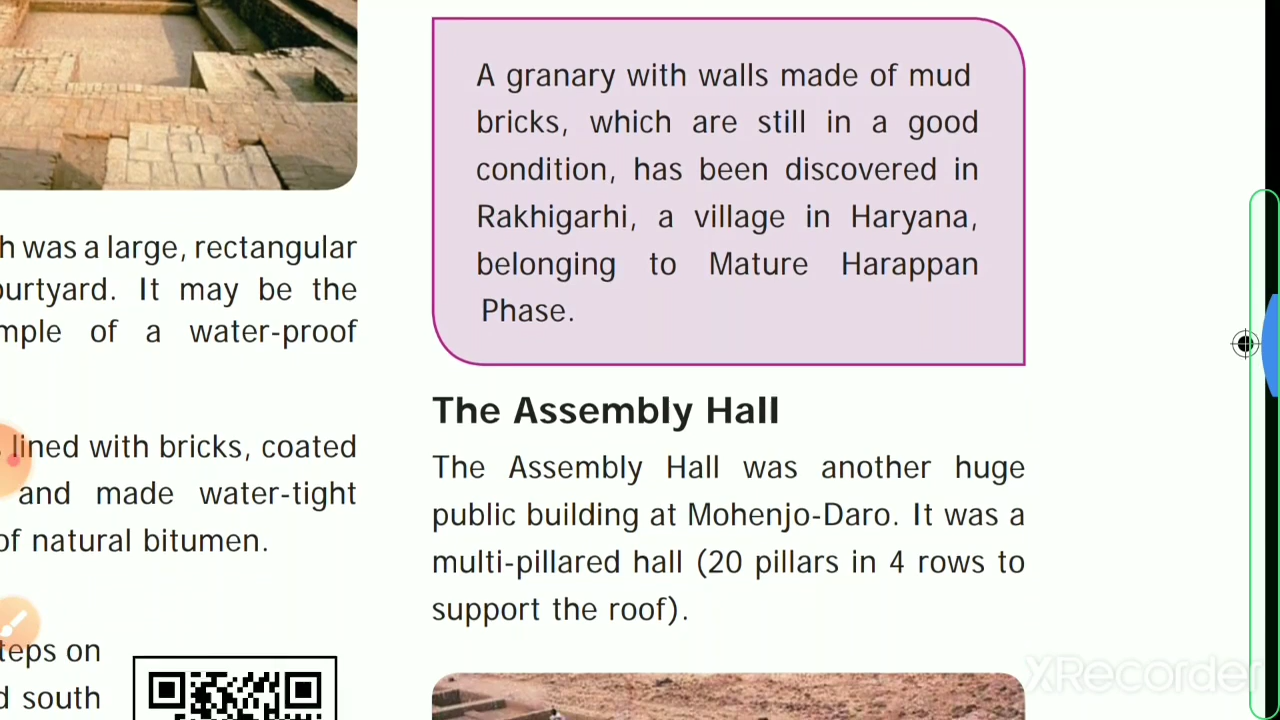 h was a large, rectangular
ourtyard. It may be the
mple of a water-proof
lined with bricks, coated
and made water-tight
of natural bitumen.
teps on
d south
A granary with walls made of mud
bricks, which are still in a good
condition, has been discovered in
Rakhigarhi, a village in Haryana,
belonging to Mature Harappan
Phase.
The Assembly Hall
The Assembly Hall was another huge
public building at Mohenjo-Daro. It was a
multi-pillared hall (20 pillars in 4 rows to
support the roof).
XRecorder